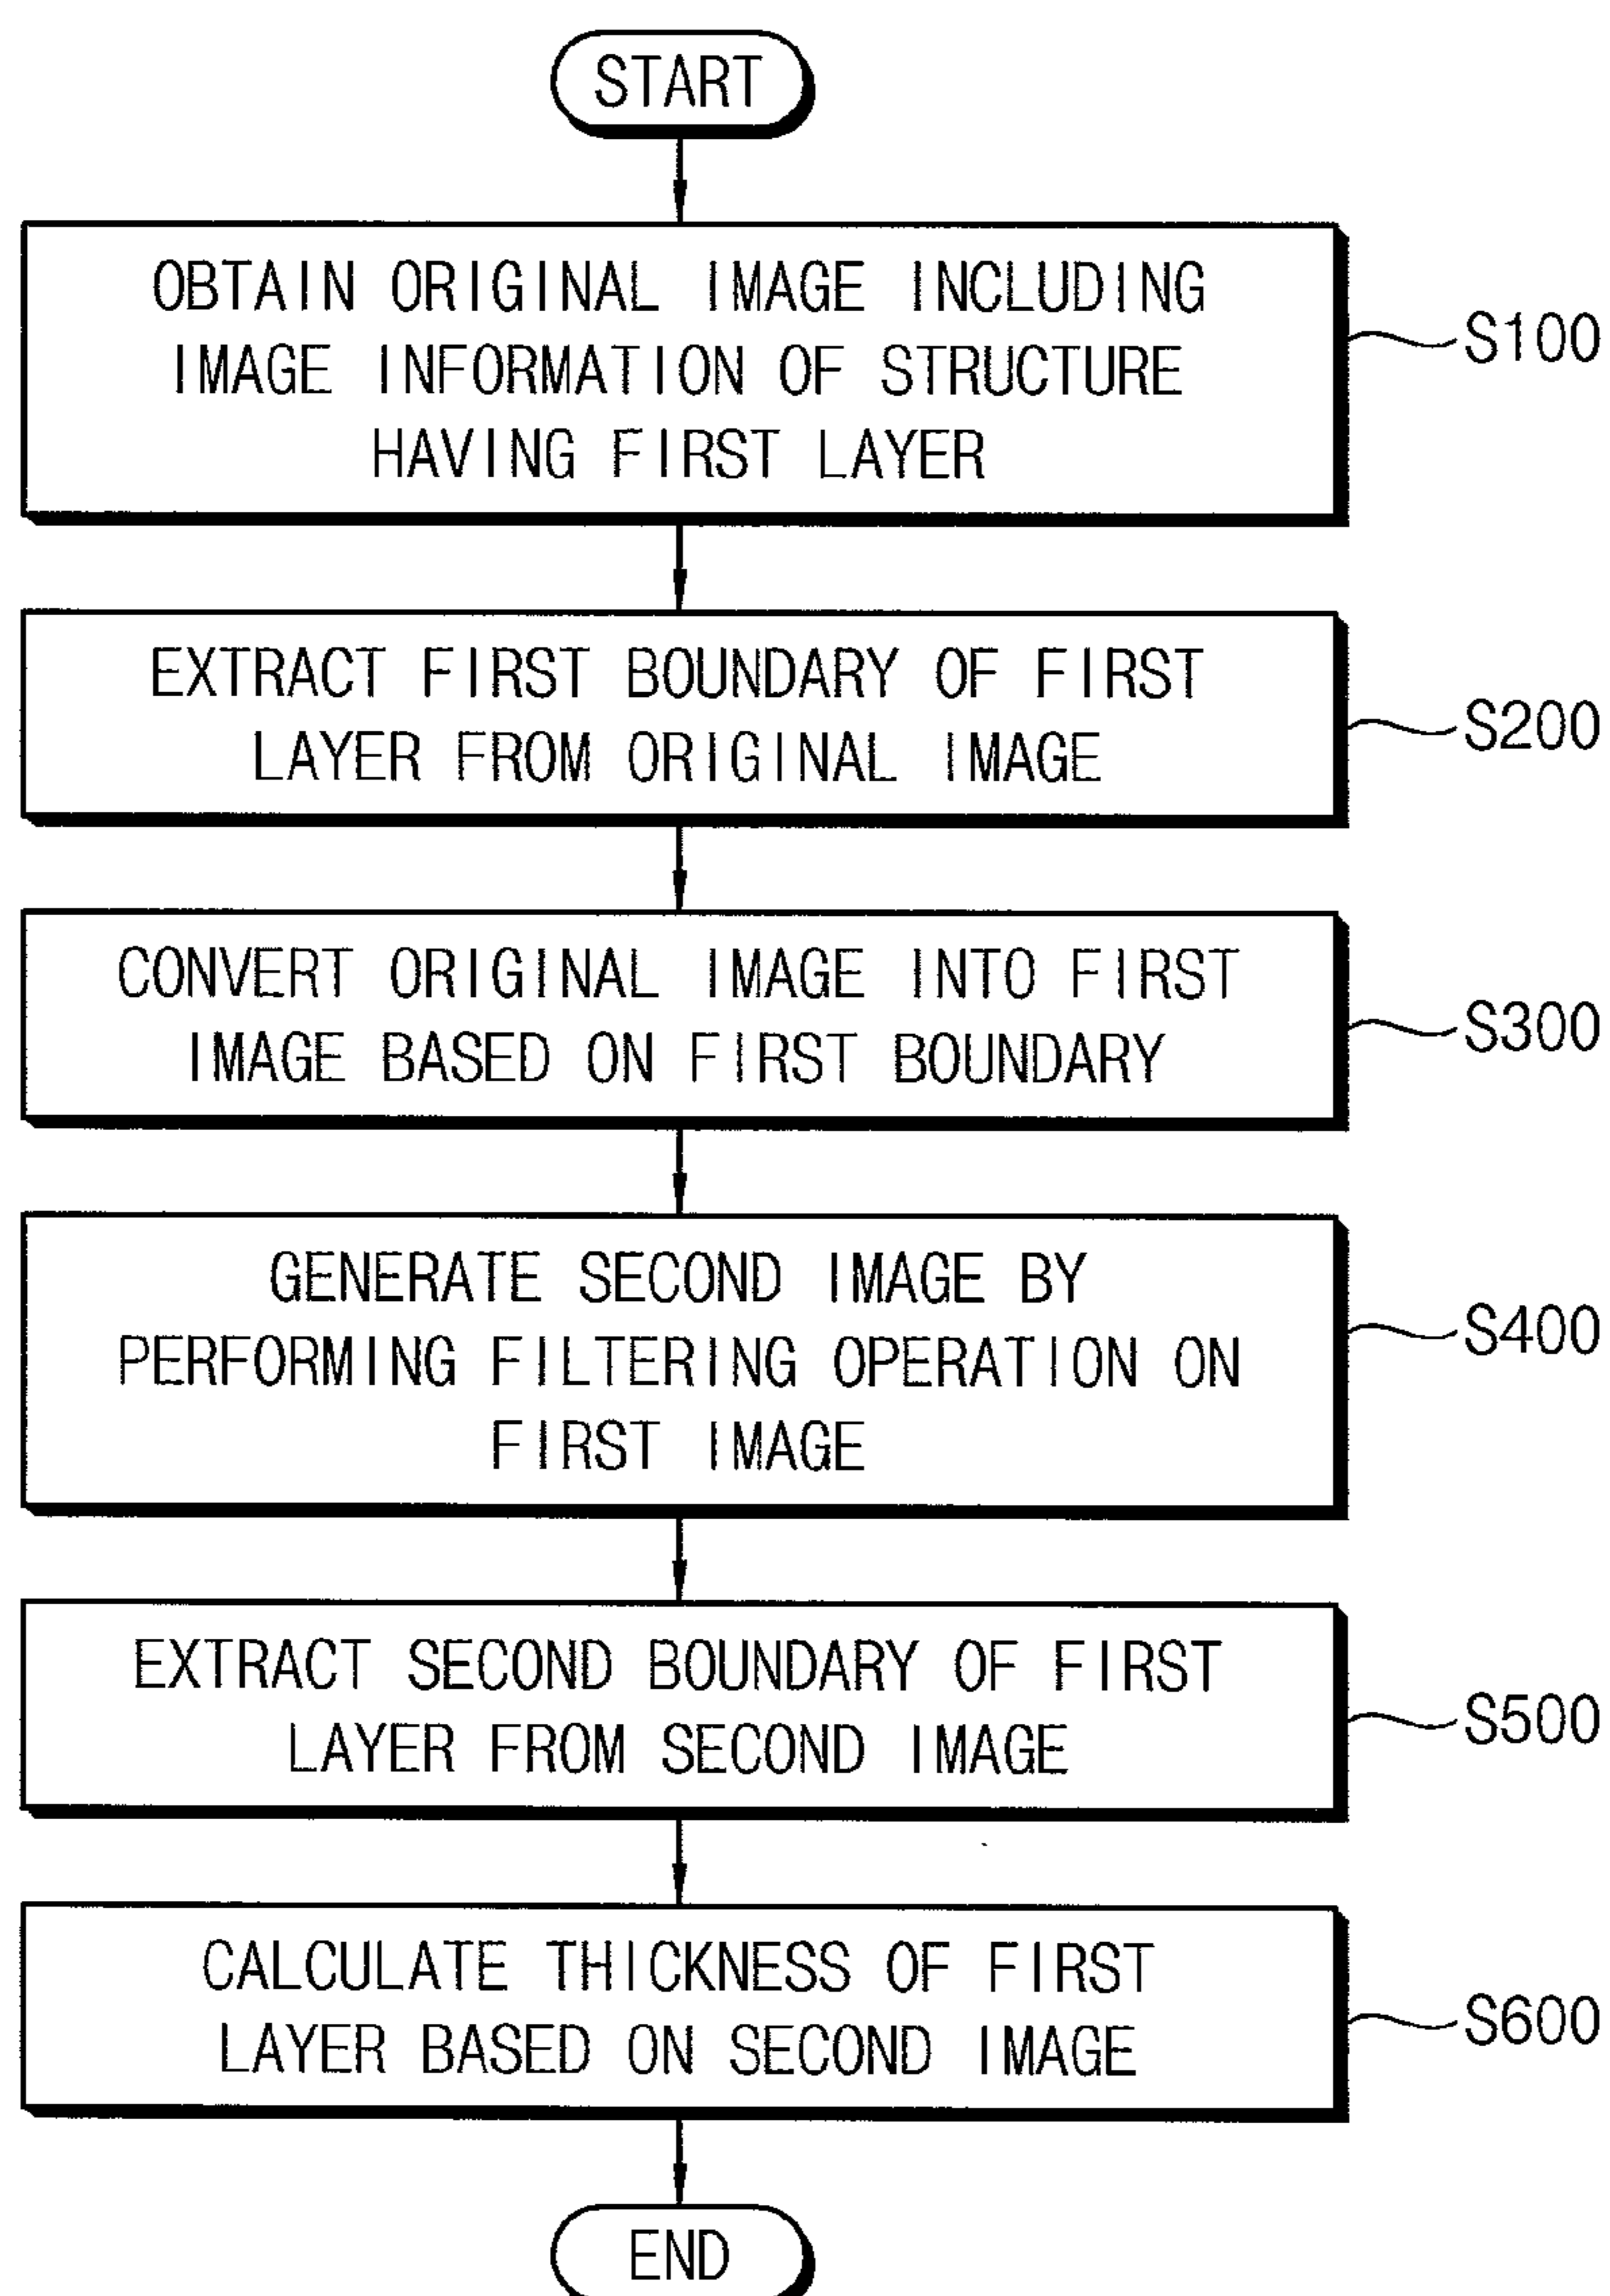 START
OBTAIN ORIGINAL IMAGE INCLUDING
IMAGE INFORMATION OF STRUCTURE
HAVING FIRST LAYER
S100
EXTRACT FIRST BOUNDARY OF FIRST
LAYER FROM ORIGINAL IMAGE
S200
CONVERT ORIGINAL IMAGE INTO FIRST
IMAGE BASED ON FIRST BOUNDARY
S300
GENERATE SECOND IMAGE BY
PERFORMING FILTERING OPERATION ON
FIRST IMAGE
S400
EXTRACT SECOND BOUNDARY OF FIRST
LAYER FROM SECOND IMAGE
S500
CALCULATE THICKNESS OF FIRST
LAYER BASED ON SECOND IMAGE
S600
END